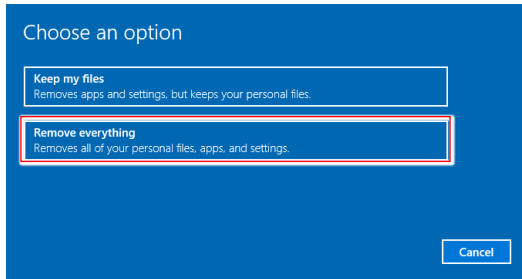 Choose an option
Keep my files
Removes apps and settings, but keeps your personal files.
Remove everything
Removes all of your personal files, apps, and settings.
Cancel